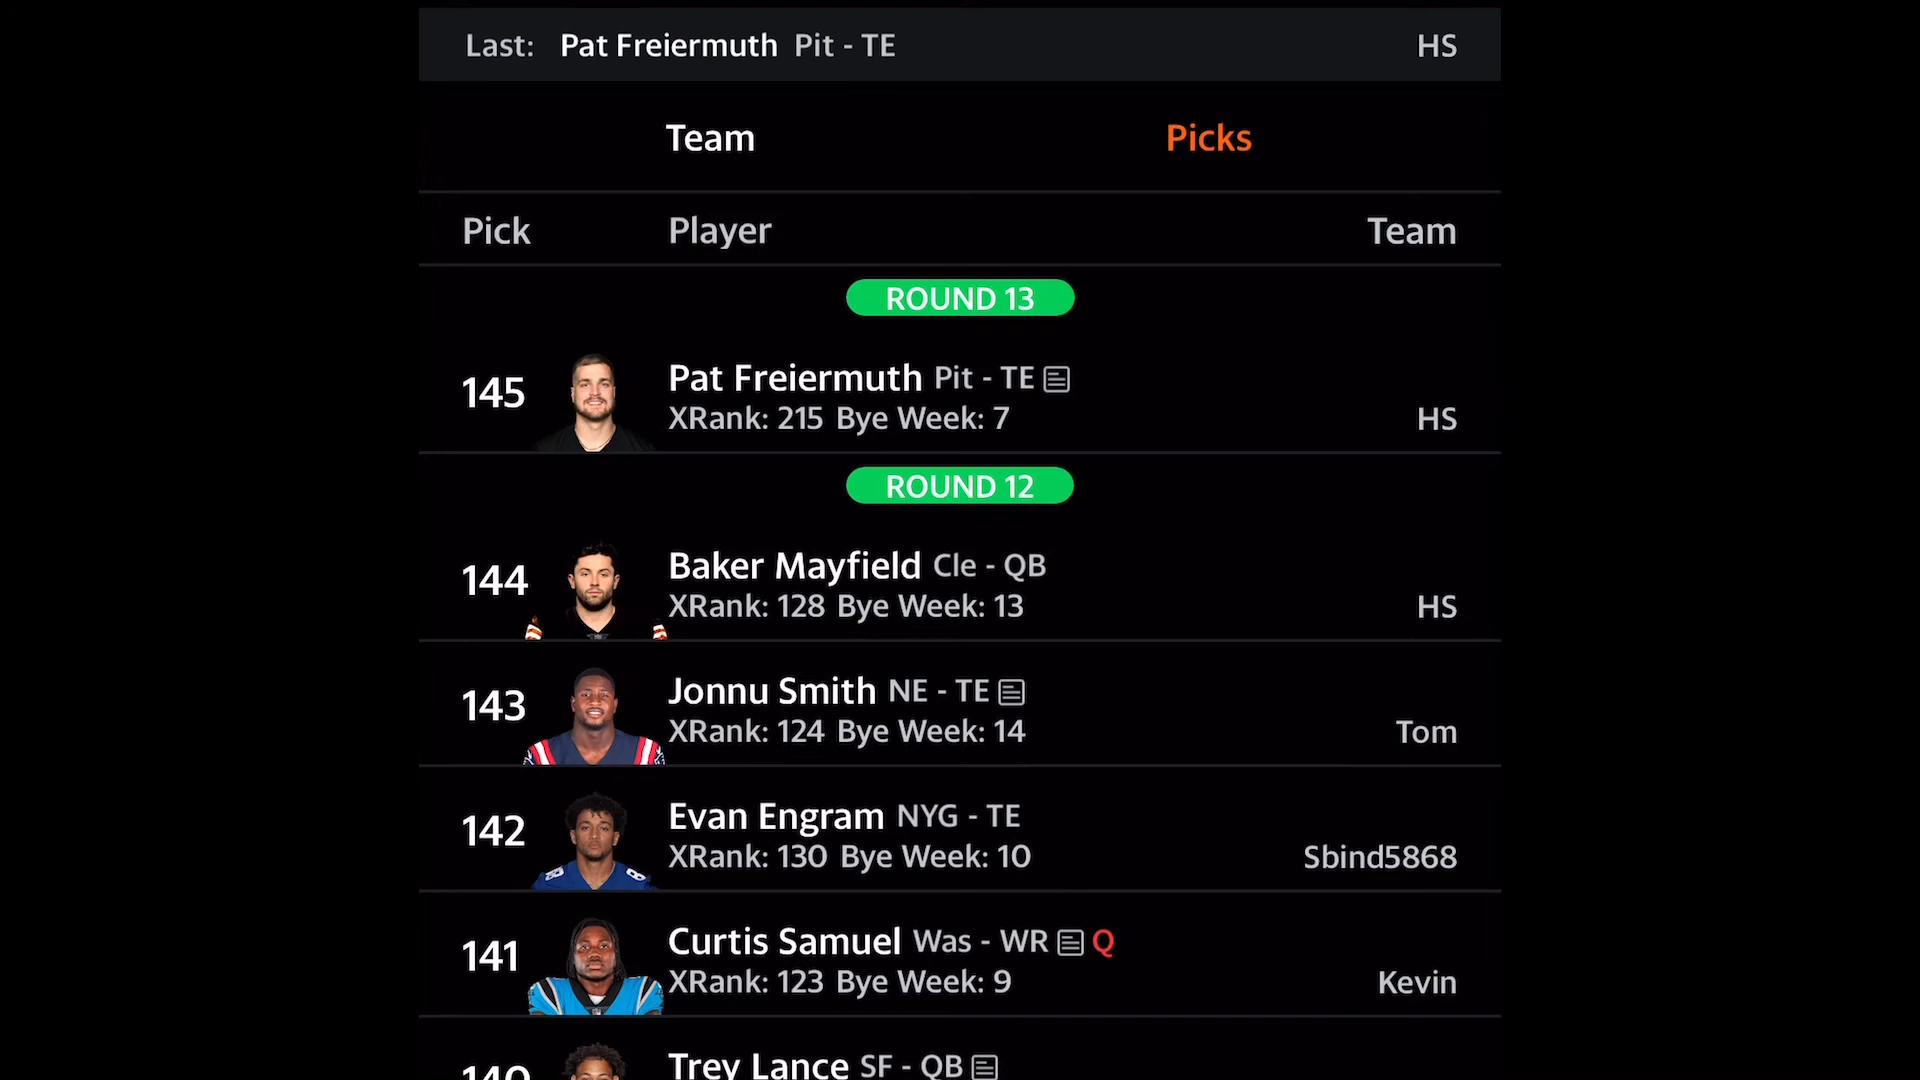 Last: Pat Freiermuth Pit - TE HS
Team Picks
Pick Player Team
ROUND 13
145 Pat Freiermuth Pit - TE
XRank: 215 Bye Week: 7 HS
ROUND 12
144 Baker Mayfield Cle - QB
XRank: 128 Bye Week: 13 HS
143 Jonnu Smith NE - TE
XRank: 124 Bye Week: 14 Tom
142 Evan Engram NYG - TE
XRank: 130 Bye Week: 10 Sbind5868
141 Curtis Samuel Was - WR Q
XRank: 123 Bye Week: 9 Kevin
140 Trey Lance SF - QB